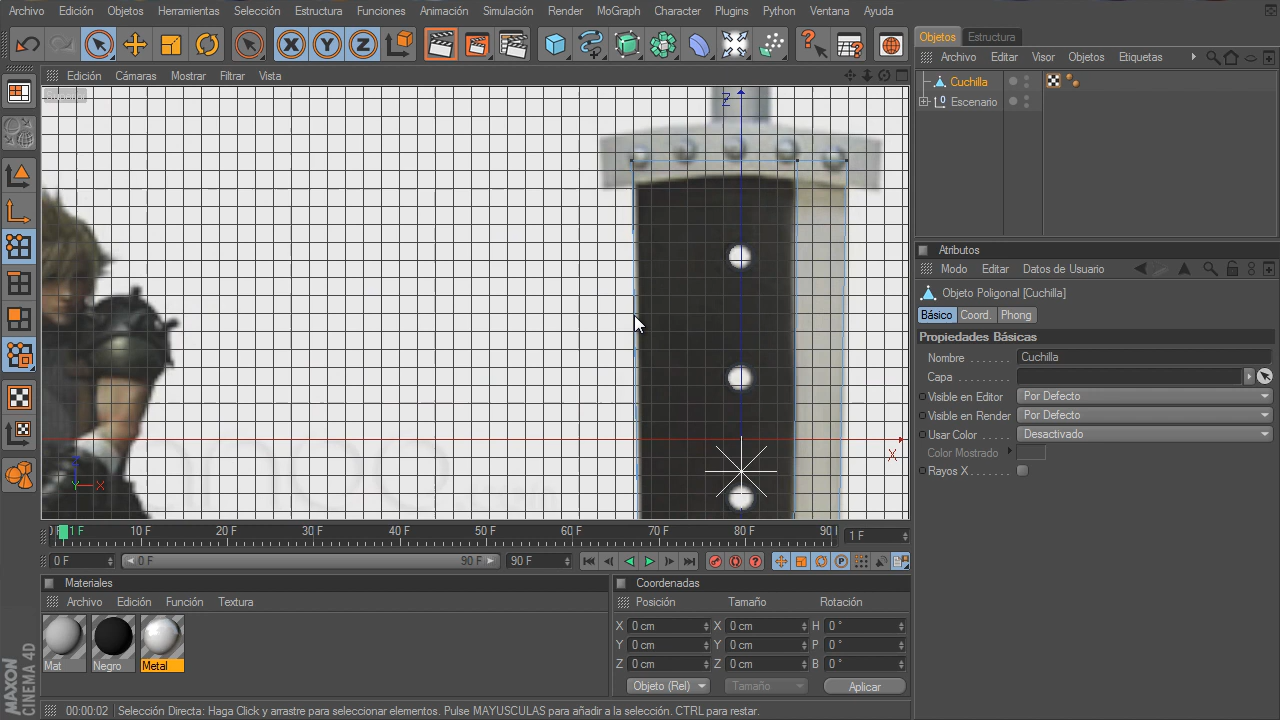 Archivo Edición Objetos Herramientas Selección Estructura Funciones Animación Simulación Render MoGraph Character Plugins Python Ventana Ayuda
Objetos Estructura
Edición Cámaras Mostrar Filtrar Vista
Archivo Editar Visor Objetos Etiquetas
Cuchilla
Escenario
Z
X
X
Y
Atributos
Modo Editar Datos de Usuario
Objeto Poligonal [Cuchilla]
Básico Coord. Phong
Propiedades Básicas
Nombre Cuchilla
Capa
Visible en Editor Por Defecto
Visible en Render Por Defecto
Usar Color Desactivado
Color Mostrado
Rayos X
1 F 10 F 20 F 30 F 40 F 50 F 60 F 70 F 80 F 90 1 F
0 F 0 F 90 F 90 F
Materiales
Archivo Edición Función Textura
Mat Negro Metal
Coordenadas
Posición Tamaño Rotación
X 0 cm X 0 cm H 0 °
Y 0 cm Y 0 cm P 0 °
Z 0 cm Z 0 cm B 0 °
Objeto (Rel) Tamaño Aplicar
MAXON
CINEMA 4D
00:00:02 Selección Directa: Haga Click y arrastre para seleccionar elementos. Pulse MAYUSCULAS para añadir a la selección. CTRL para restar.